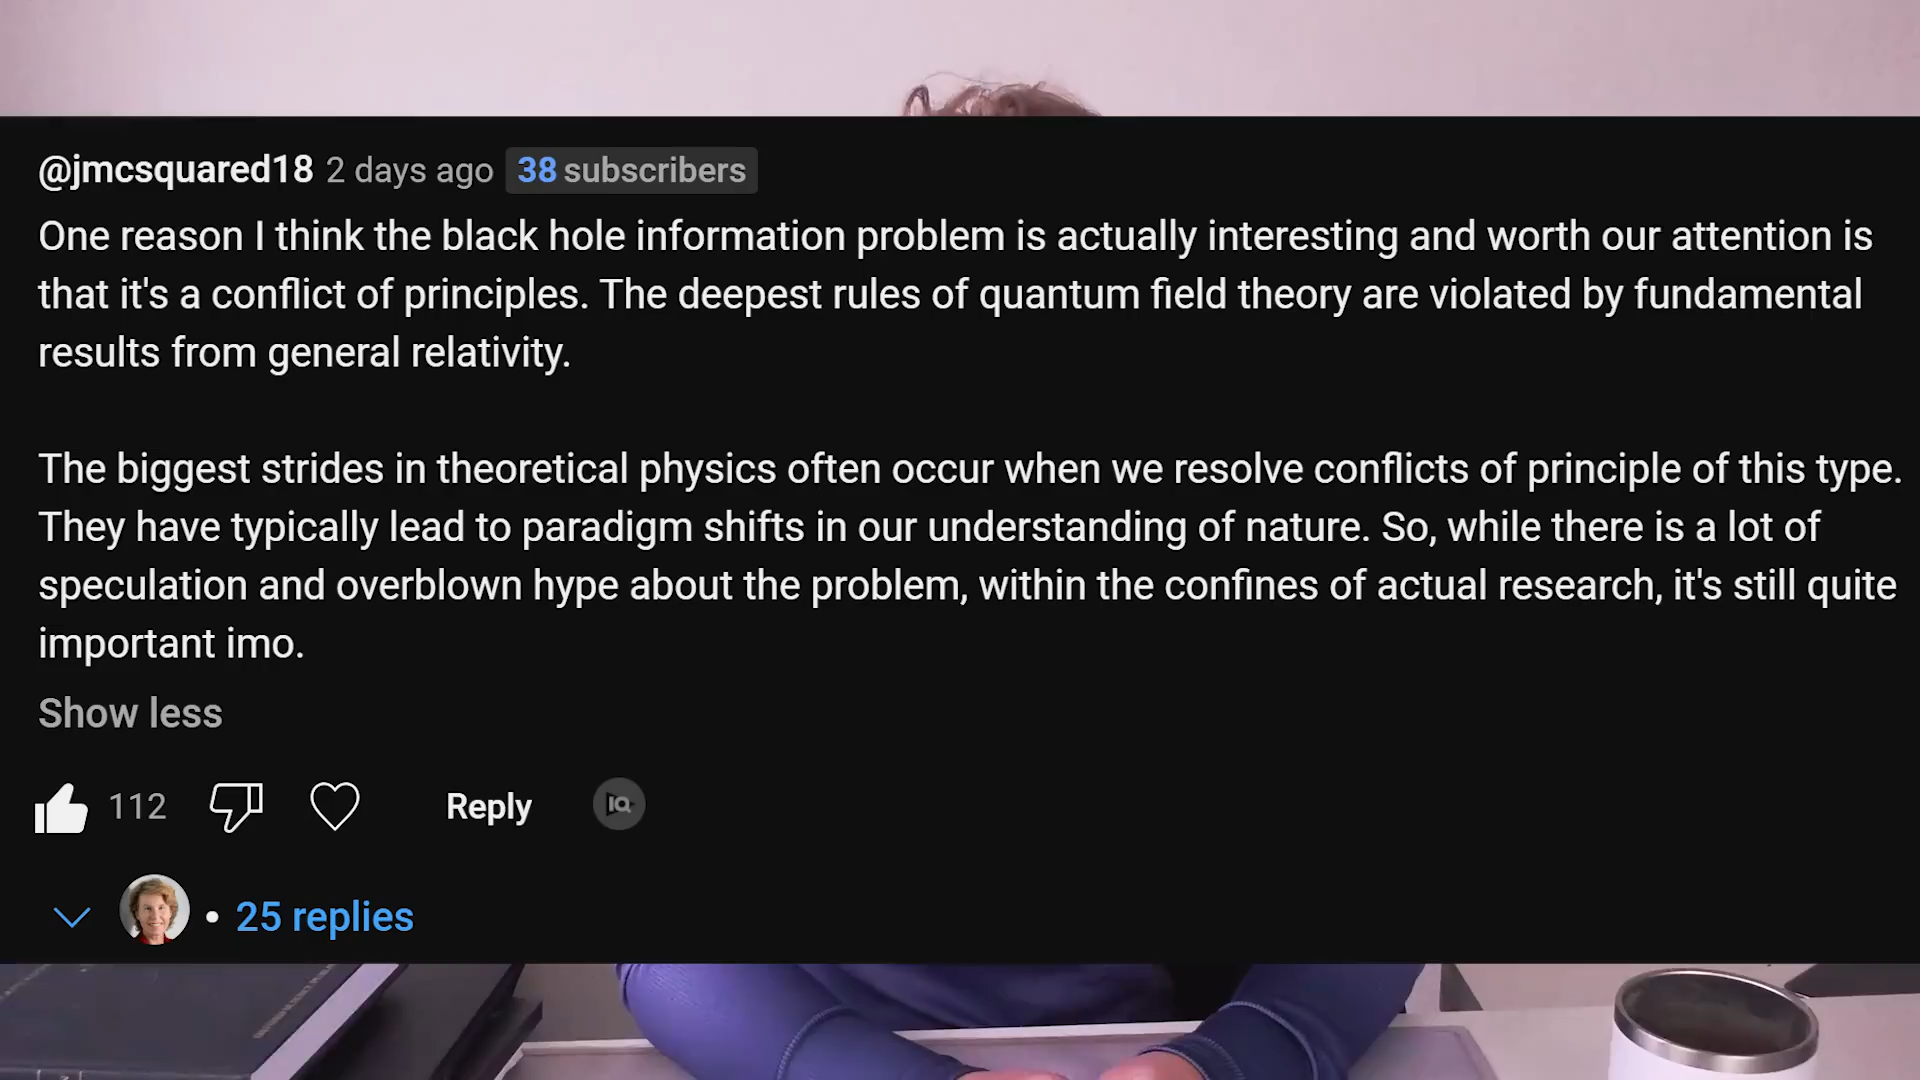 @jmcsquared18 2 days ago 38 subscribers
One reason I think the black hole information problem is actually interesting and worth our attention is
that it's a conflict of principles. The deepest rules of quantum field theory are violated by fundamental
results from general relativity.
The biggest strides in theoretical physics often occur when we resolve conflicts of principle of this type.
They have typically lead to paradigm shifts in our understanding of nature. So, while there is a lot of
speculation and overblown hype about the problem, within the confines of actual research, it's still quite
important imo.
Show less
112 Reply IQ
• 25 replies